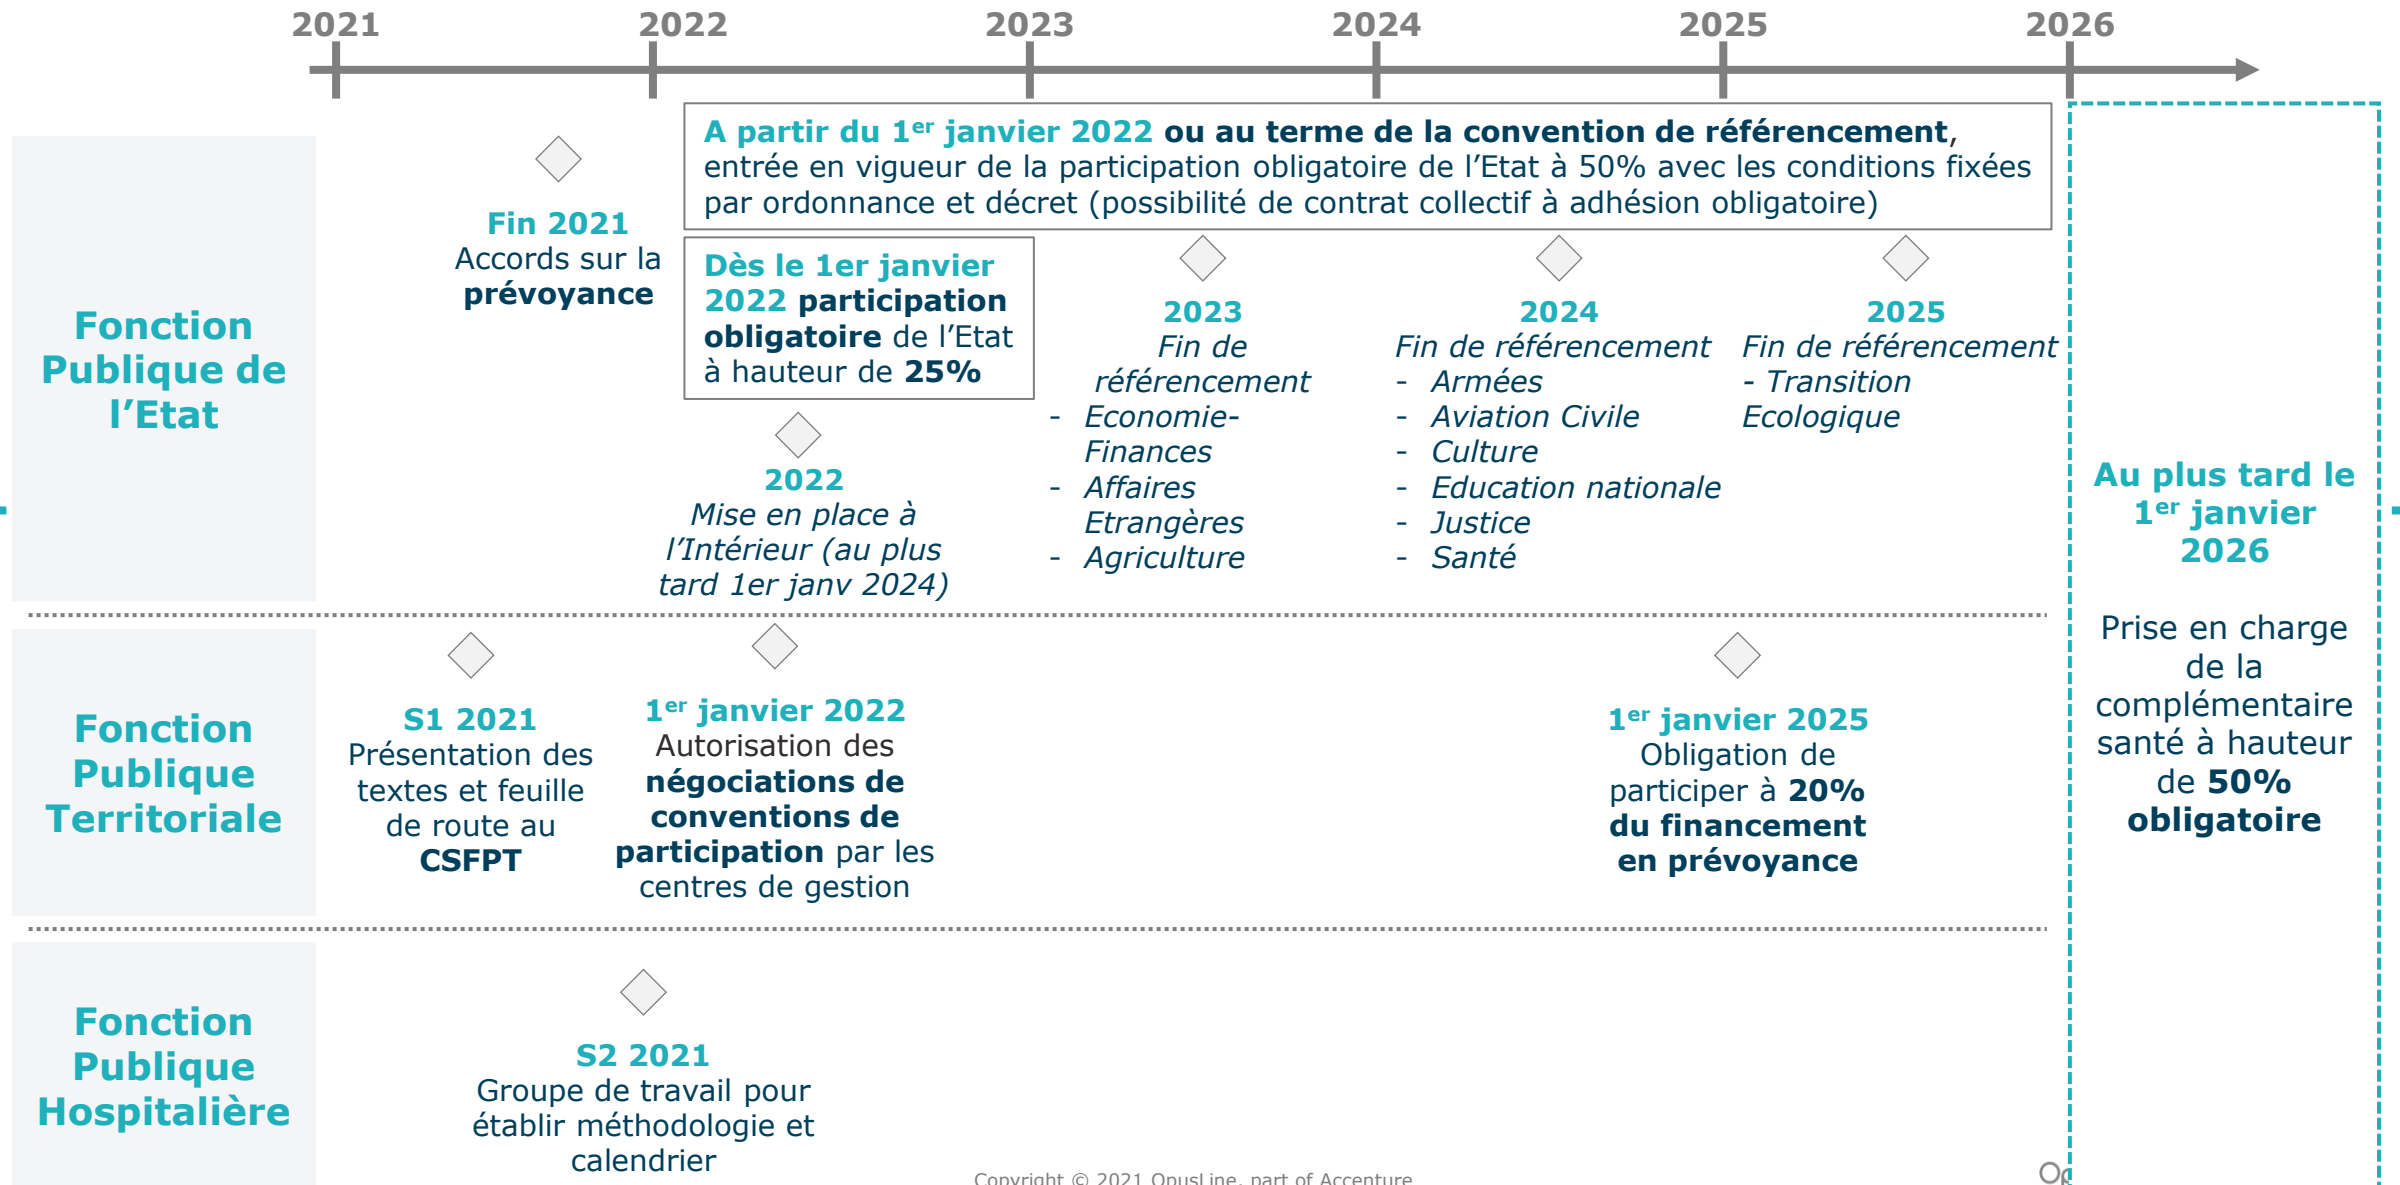 2021 2022 2023 2024 2025 2026
A partir du 1er janvier 2022 ou au terme de la convention de référencement,
entrée en vigueur de la participation obligatoire de l'Etat à 50% avec les conditions fixées
par ordonnance et décret (possibilité de contrat collectif à adhésion obligatoire)
Fonction
Publique de
l'Etat
Fin 2021
Accords sur la
prévoyance
Dès le 1er janvier
2022 participation
obligatoire de l'Etat
à hauteur de 25%
2022
Mise en place à
l'Intérieur (au plus
tard 1er janv 2024)
2023
Fin de
référencement
- Economie-
Finances
- Affaires
Etrangères
- Agriculture
2024
Fin de référencement
- Armées
- Aviation Civile
- Culture
- Education nationale
- Justice
- Santé
2025
Fin de référencement
- Transition
Ecologique
Au plus tard le
1er janvier
2026
Prise en charge
de la
complémentaire
santé à hauteur
de 50%
obligatoire
Fonction
Publique
Territoriale
S1 2021
Présentation des
textes et feuille
de route au
CSFPT
1er janvier 2022
Autorisation des
négociations de
conventions de
participation par les
centres de gestion
1er janvier 2025
Obligation de
participer à 20%
du financement
en prévoyance
Fonction
Publique
Hospitalière
S2 2021
Groupe de travail pour
établir méthodologie et
calendrier
Copyright © 2021 OpusLine, part of Accenture